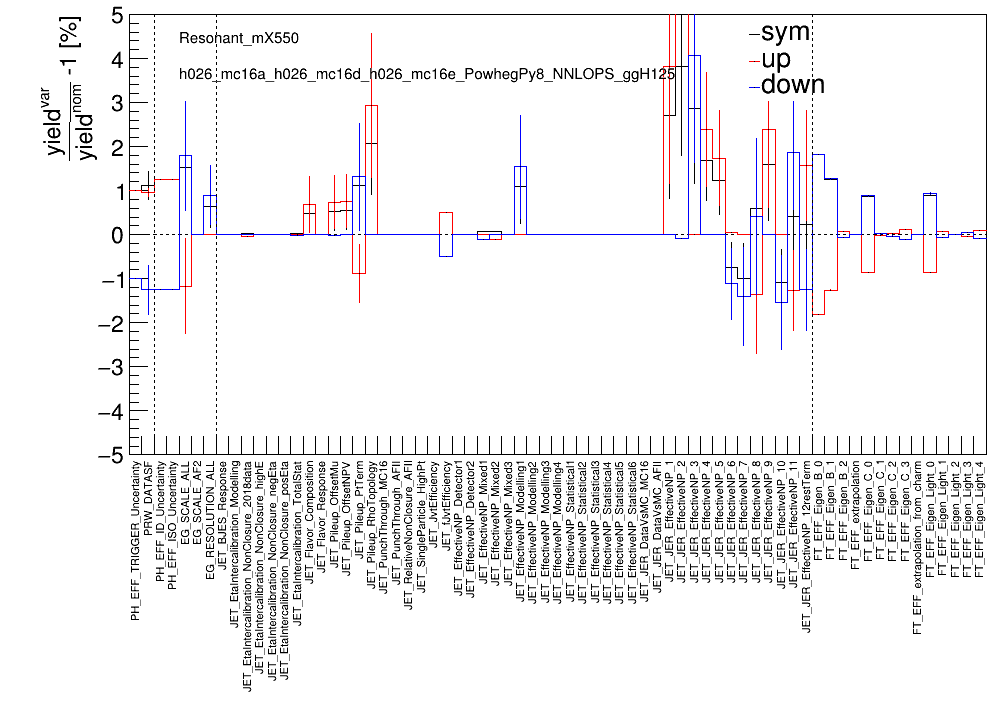 yield^var / yield^nom -1 [%]
Resonant_mX550
h026_mc16a_h026_mc16d_h026_mc16e_PowhegPy8_NNLOPS_ggH125
sym
up
down
5
4
3
2
1
0
−1
−2
−3
−4
−5
PH_EFF_TRIGGER_Uncertainty
PRW_DATASF
PH_EFF_ID_Uncertainty
PH_EFF_ISO_Uncertainty
EG_SCALE_ALL
EG_SCALE_AF2
EG_RESOLUTION_ALL
JET_BJES_Response
JET_EtaIntercalibration_Modelling
JET_EtaIntercalibration_NonClosure_2018data
JET_EtaIntercalibration_NonClosure_highE
JET_EtaIntercalibration_NonClosure_negEta
JET_EtaIntercalibration_NonClosure_posEta
JET_EtaIntercalibration_TotalStat
JET_Flavor_Composition
JET_Flavor_Response
JET_Pileup_OffsetMu
JET_Pileup_OffsetNPV
JET_Pileup_PtTerm
JET_Pileup_RhoTopology
JET_PunchThrough_MC16
JET_PunchThrough_AFII
JET_RelativeNonClosure_AFII
JET_SingleParticle_HighPt
JET_JvtEfficiency
JET_fJvtEfficiency
JET_EffectiveNP_Detector1
JET_EffectiveNP_Detector2
JET_EffectiveNP_Mixed1
JET_EffectiveNP_Mixed2
JET_EffectiveNP_Mixed3
JET_EffectiveNP_Modelling1
JET_EffectiveNP_Modelling2
JET_EffectiveNP_Modelling3
JET_EffectiveNP_Modelling4
JET_EffectiveNP_Statistical1
JET_EffectiveNP_Statistical2
JET_EffectiveNP_Statistical3
JET_EffectiveNP_Statistical4
JET_EffectiveNP_Statistical5
JET_EffectiveNP_Statistical6
JET_JER_DataVsMC_MC16
JET_JER_DataVsMC_AFII
JET_JER_EffectiveNP_1
JET_JER_EffectiveNP_2
JET_JER_EffectiveNP_3
JET_JER_EffectiveNP_4
JET_JER_EffectiveNP_5
JET_JER_EffectiveNP_6
JET_JER_EffectiveNP_7
JET_JER_EffectiveNP_8
JET_JER_EffectiveNP_9
JET_JER_EffectiveNP_10
JET_JER_EffectiveNP_11
JET_JER_EffectiveNP_12restTerm
FT_EFF_Eigen_B_0
FT_EFF_Eigen_B_1
FT_EFF_Eigen_B_2
FT_EFF_extrapolation
FT_EFF_Eigen_C_0
FT_EFF_Eigen_C_1
FT_EFF_Eigen_C_2
FT_EFF_Eigen_C_3
FT_EFF_extrapolation_from_charm
FT_EFF_Eigen_Light_0
FT_EFF_Eigen_Light_1
FT_EFF_Eigen_Light_2
FT_EFF_Eigen_Light_3
FT_EFF_Eigen_Light_4